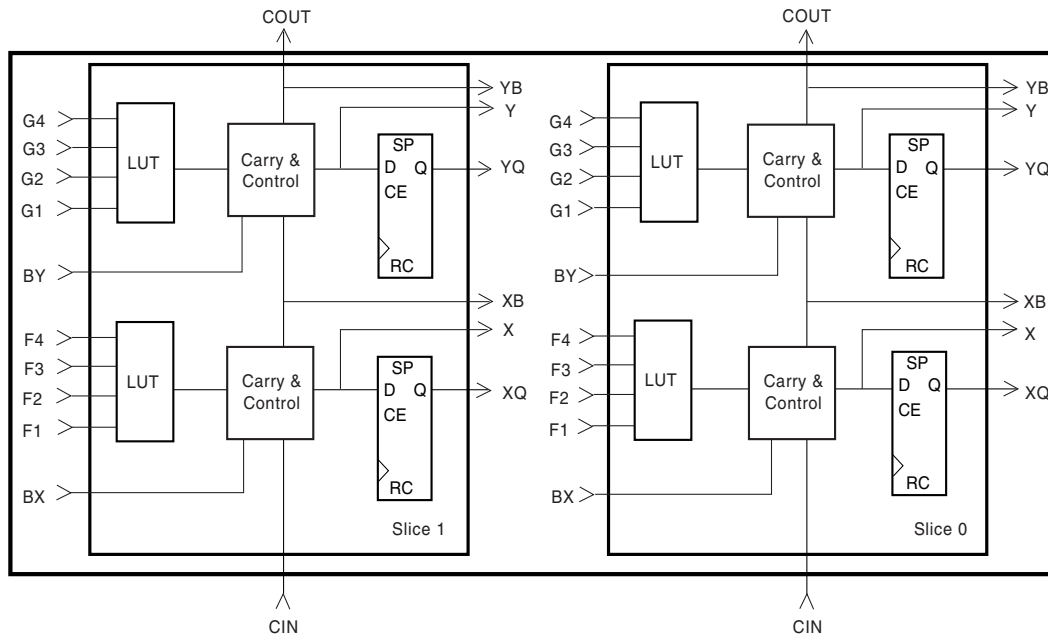 COUT
COUT
YB
Y
G4
G3
G2
G1
LUT
Carry &
Control
SP
D Q
CE
RC
YQ
BY
XB
X
F4
F3
F2
F1
LUT
Carry &
Control
SP
D Q
CE
RC
XQ
BX
Slice 1
CIN
YB
Y
G4
G3
G2
G1
LUT
Carry &
Control
SP
D Q
CE
RC
YQ
BY
XB
X
F4
F3
F2
F1
LUT
Carry &
Control
SP
D Q
CE
RC
XQ
BX
Slice 0
CIN